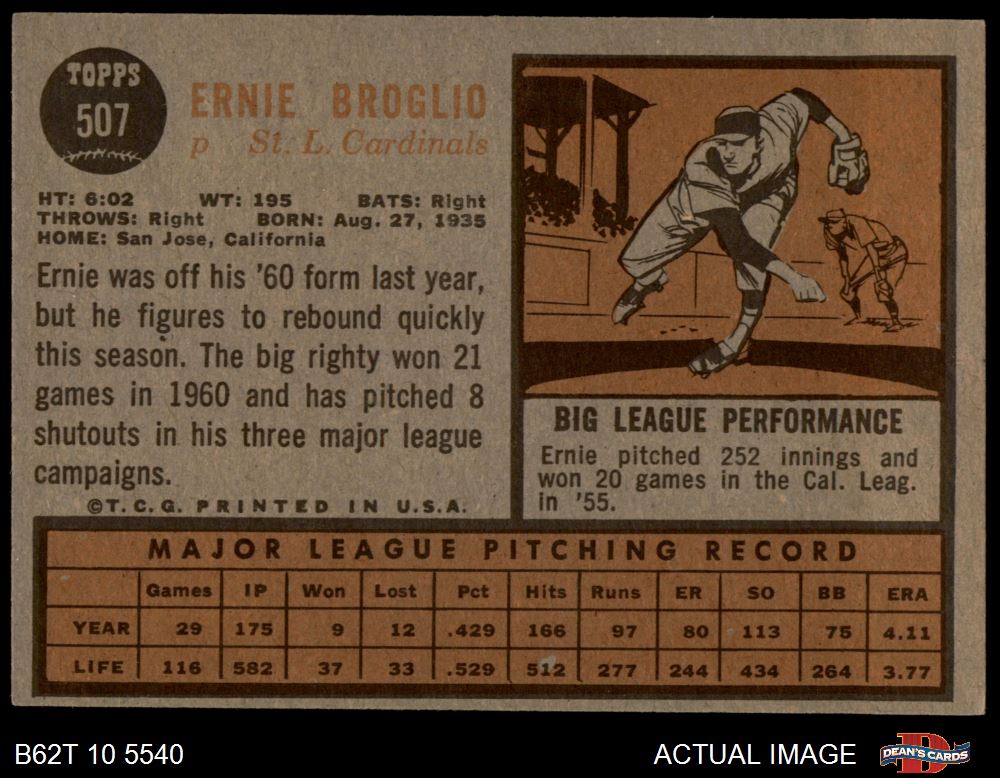 TOPPS
507
ERNIE BROGLIO
p St. L. Cardinals
HT: 6:02 WT: 195 BATS: Right
THROWS: Right BORN: Aug. 27, 1935
HOME: San Jose, California
Ernie was off his '60 form last year,
but he figures to rebound quickly
this season. The big righty won 21
games in 1960 and has pitched 8
shutouts in his three major league
campaigns.
©T.C.G. PRINTED IN U.S.A.
BIG LEAGUE PERFORMANCE
Ernie pitched 252 innings and
won 20 games in the Cal. Leag.
in '55.
MAJOR LEAGUE PITCHING RECORD
Games IP Won Lost Pct Hits Runs ER SO BB ERA
YEAR 29 175 9 12 .429 166 97 80 113 75 4.11
LIFE 116 582 37 33 .529 512 277 244 434 264 3.77
B62T 10 5540
ACTUAL IMAGE
D
DEAN'S CARDS